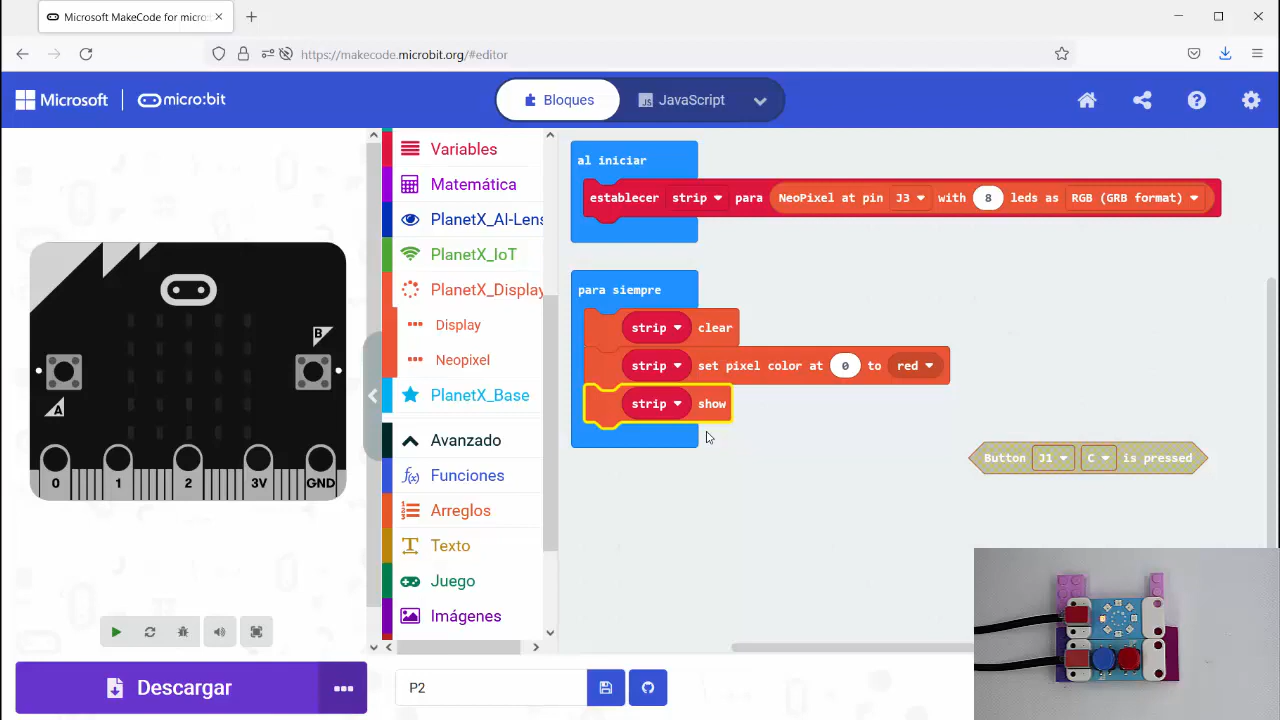 Microsoft MakeCode for micro:
https://makecode.microbit.org/#editor
Microsoft
micro:bit
Bloques
JavaScript
Variables
Matemática
PlanetX_AI-Lens
PlanetX_IoT
PlanetX_Display
Display
Neopixel
PlanetX_Base
Avanzado
Funciones
Arreglos
Texto
Juego
Imágenes
al iniciar
establecer strip para NeoPixel at pin J3 with 8 leds as RGB (GRB format)
para siempre
strip clear
strip set pixel color at 0 to red
strip show
Button J1 C is pressed
A
B
0 1 2 3V GND
Descargar
P2